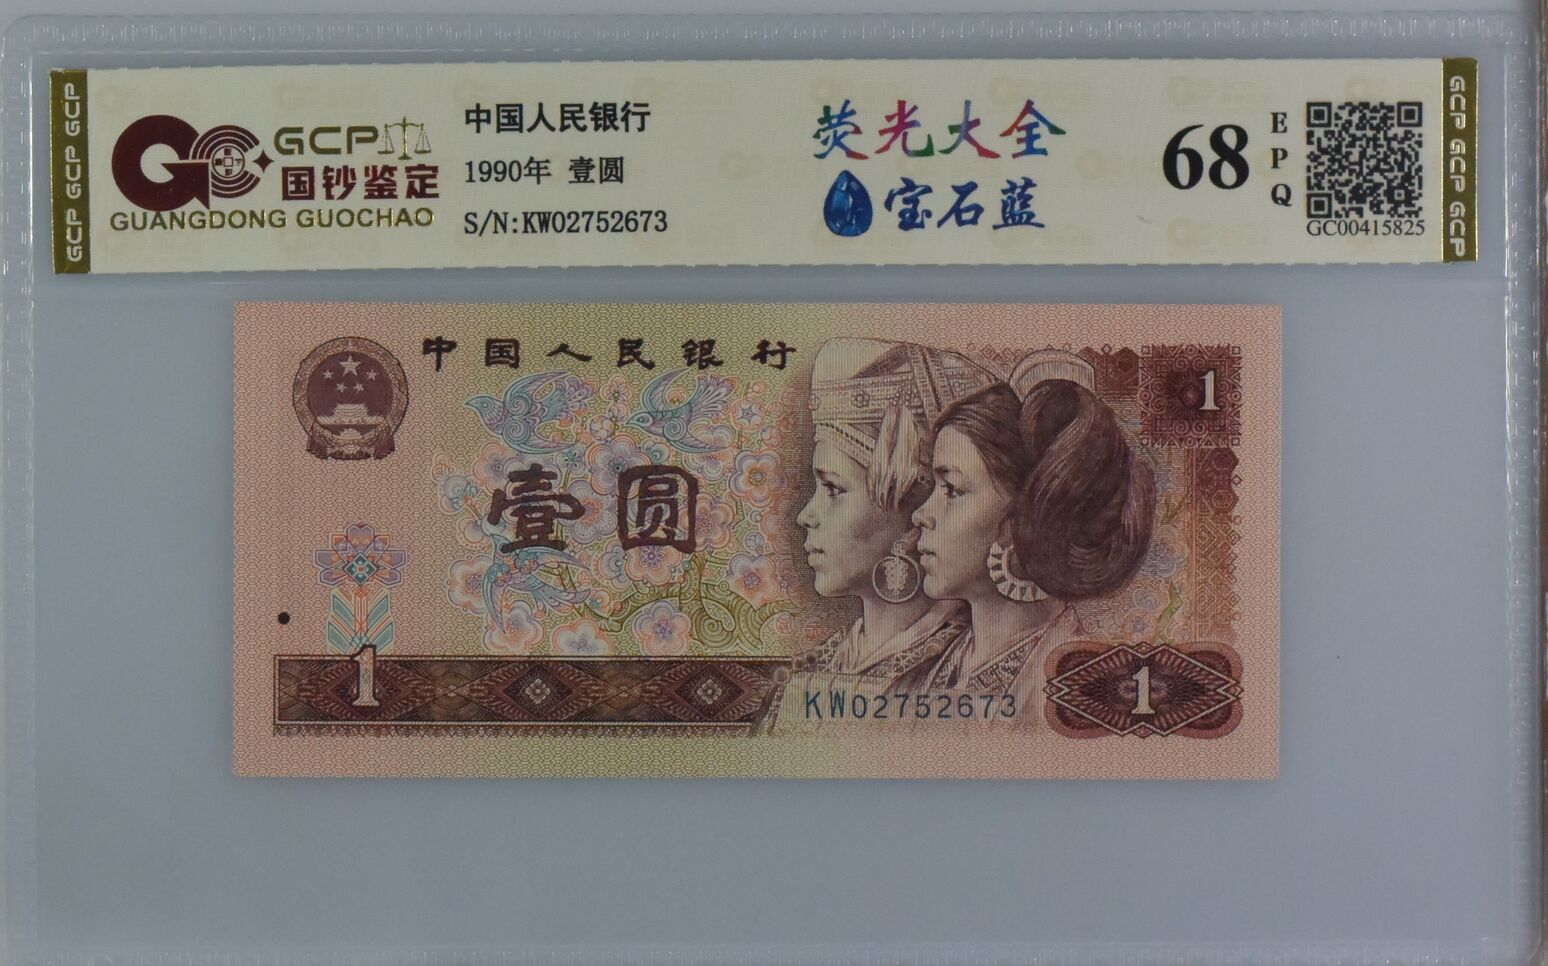 GCP GCP GCP
GCP
国钞鉴定
GUANGDONG GUOCHAO
中国人民银行
1990年 壹圆
S/N:KW02752673
荧光大全
宝石蓝
68
EPQ
GC00415825
GCP GCP GCP
中国人民银行
1
壹圆
1
KW02752673
1